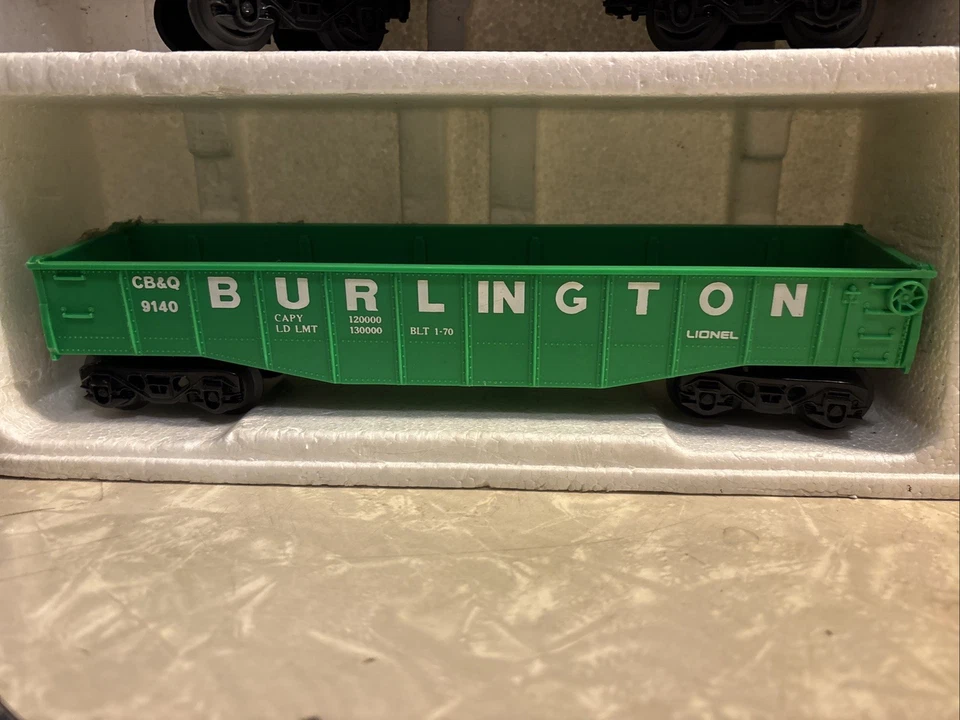 CB&Q
9140
BURLINGTON
CAPY 120000
LD LMT 130000 BLT 1-70
LIONEL